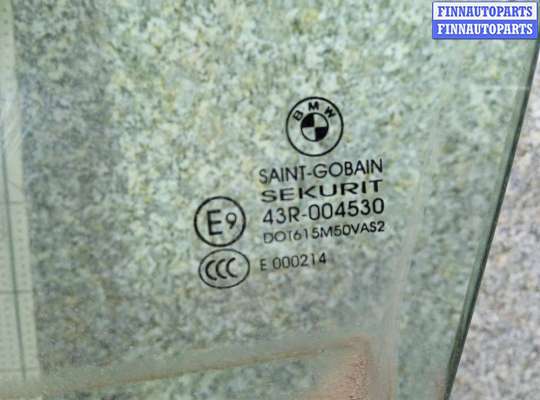 FINNAUTOPARTS
FINNAUTOPARTS
BMW
SAINT-GOBAIN
SEKURIT
E9 43R-004530
DOT615M50VAS2
CCC E 000214